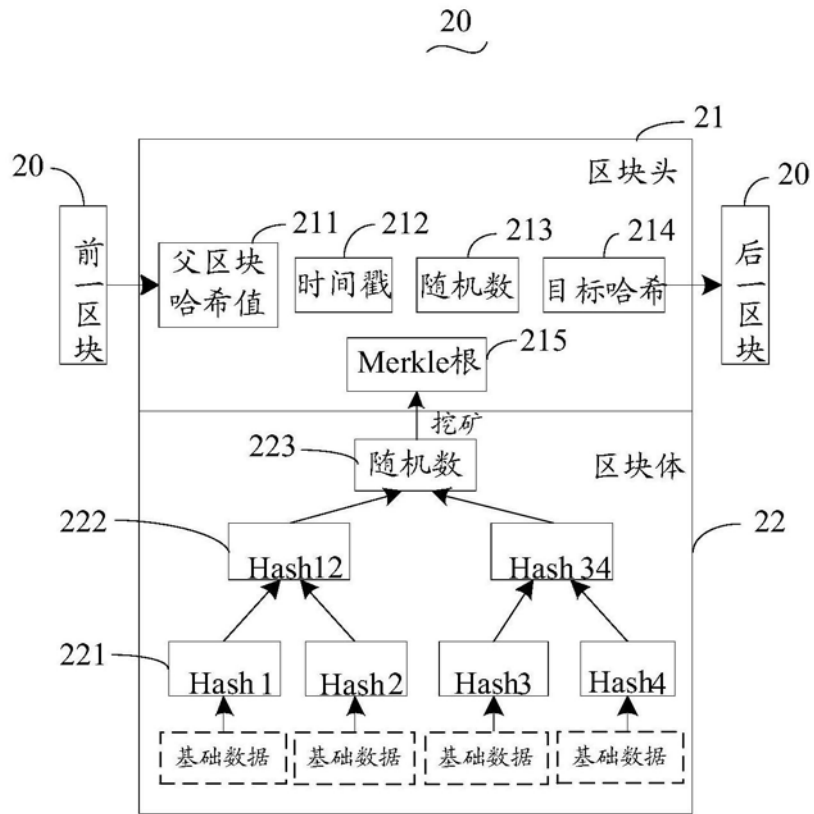 20
21
区块头
20
20
211
212
213
214
前一区块
父区块
哈希值
时间戳
随机数
目标哈希
后一区块
215
Merkle根
挖矿
223
随机数
区块体
222
22
Hash12
Hash 34
221
Hash 1
Hash2
Hash3
Hash4
基础数据
基础数据
基础数据
基础数据